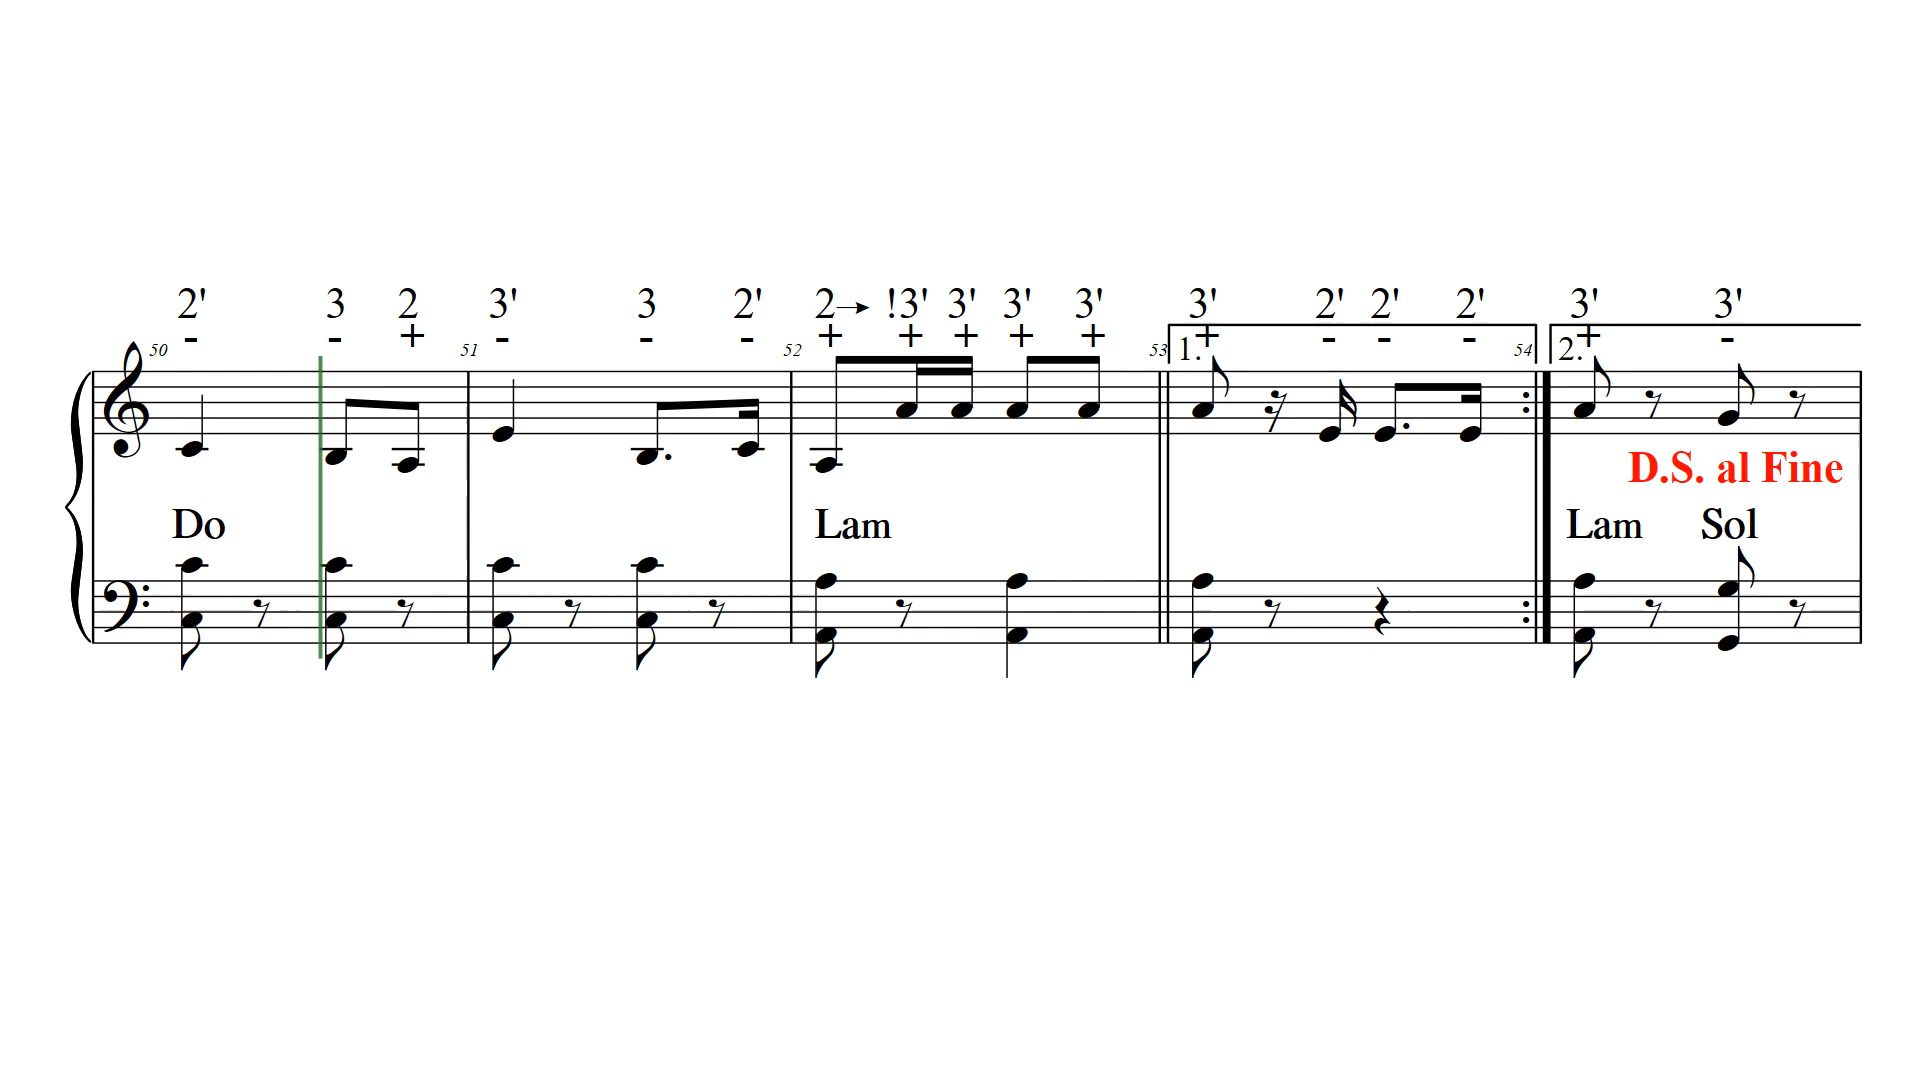 2' 3 2 3' 3 2' 2→ !3' 3' 3' 3' 3' 2' 2' 2' 3' 3'
- - + - - - + + + + + + - - - + -
50 51 52 53 1. 54 2.
D.S. al Fine
Do Lam Lam Sol